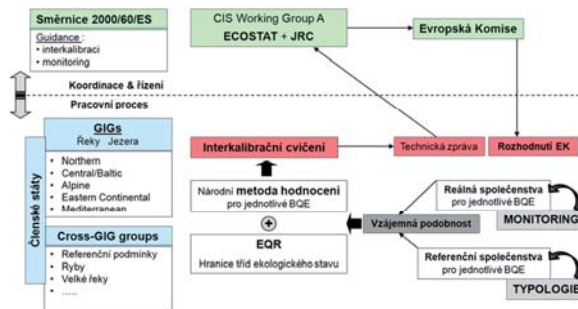 Směrnice 2000/60/ES
Guidance :
• interkalibraci
• monitoring
CIS Working Group A
ECOSTAT + JRC
Evropská Komise
Koordinace & řízení
Pracovní proces
Členské státy
GIGs
Řeky Jezera
• Northern
• Central/Baltic
• Alpine
• Eastern Continental
• Mediterranean
Cross-GIG groups
• Referenční podmínky
• Ryby
• Velké řeky
• .....
Interkalibrační cvičení
Technická zpráva
Rozhodnutí EK
Národní metoda hodnocení
pro jednotlivé BQE
+
EQR
Hranice tříd ekologického stavu
Vzájemná podobnost
Reálná společenstva
pro jednotlivé BQE
MONITORING
Referenční společenstva
pro jednotlivé BQE
TYPOLOGIE